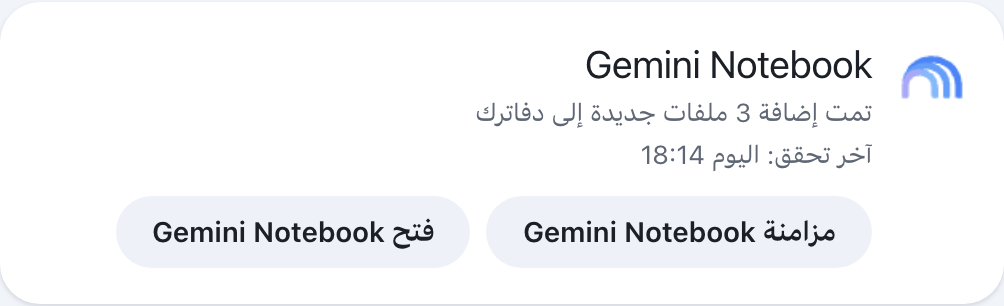 Gemini Notebook
تمت إضافة 3 ملفات جديدة إلى دفاترك
آخر تحقق: اليوم 18:14
مزامنة Gemini Notebook
فتح Gemini Notebook